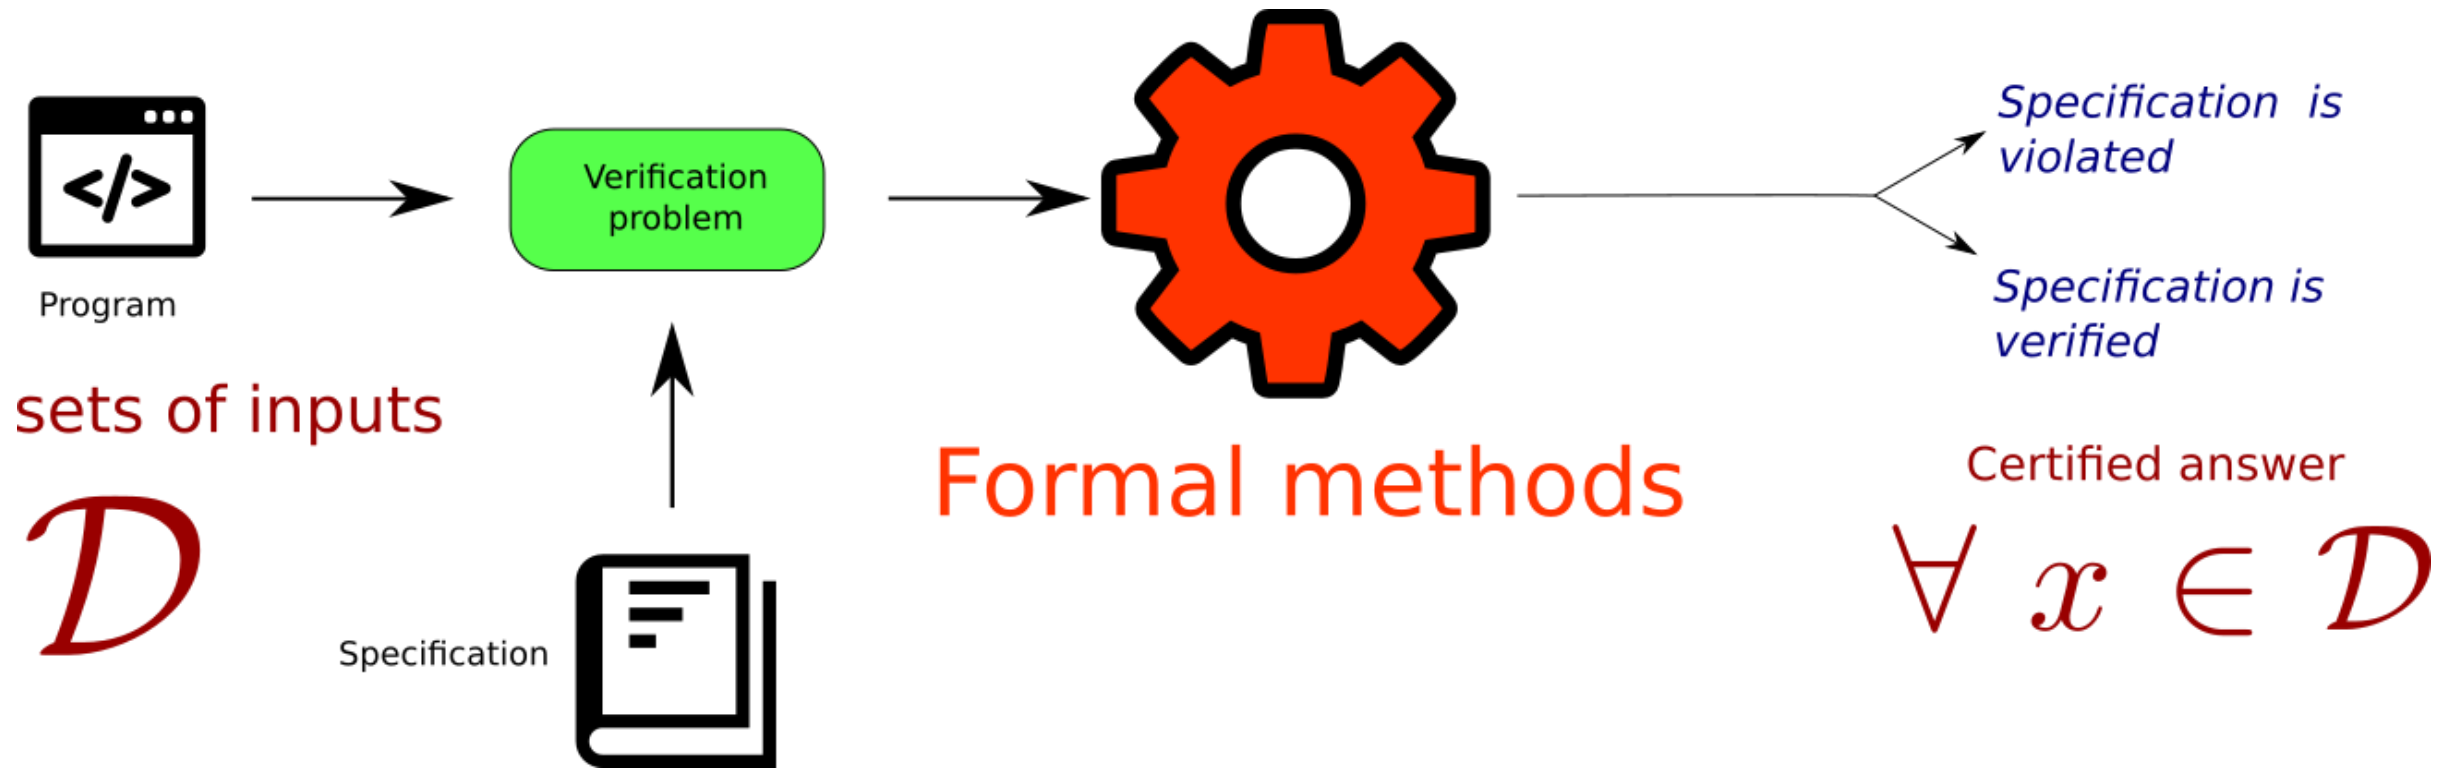 </>
Program
sets of inputs
𝒟
Verification
problem
Specification
Formal methods
Specification is
violated
Specification is
verified
Certified answer
∀ x ∈ 𝒟